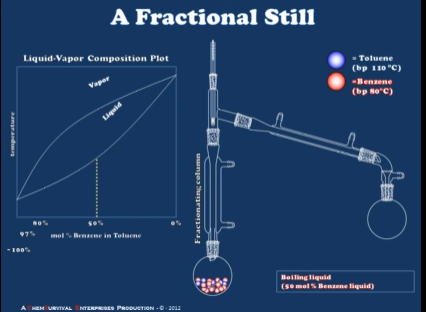 A Fractional Still
Liquid-Vapor Composition Plot
Vapor
Liquid
temperature
80%
50%
0%
97%
mol % Benzene in Toluene
~100%
Fractionating column
= Toluene
(bp 110 °C)
=Benzene
(bp 80°C)
Boiling liquid
(50 mol % Benzene liquid)
A ChemSurvival Enterprises Production - © - 2012